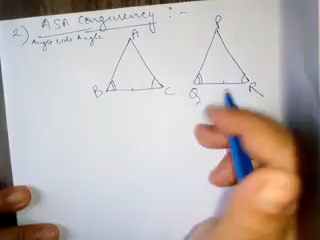 2) ASA Congruency :-
Angle side Angle
A P
B C Q R